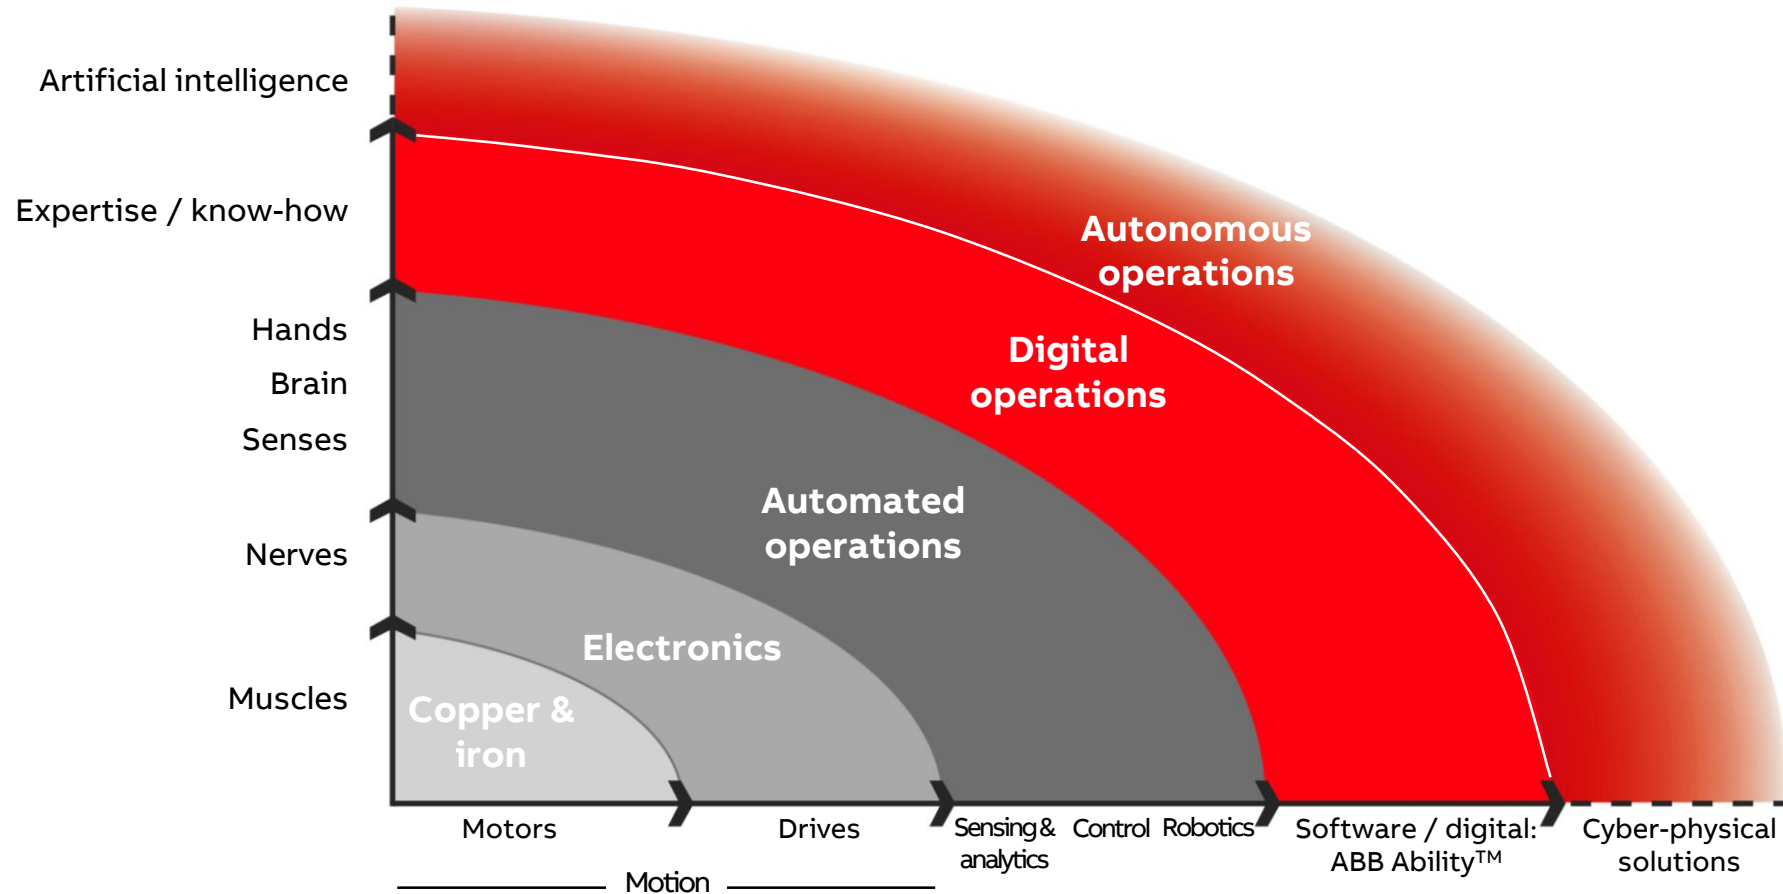 Artificial intelligence
Expertise / know-how
Hands
Brain
Senses
Nerves
Muscles
Autonomous
operations
Digital
operations
Automated
operations
Electronics
Copper &
iron
Motors
Drives
Sensing &
analytics
Control
Robotics
Software / digital:
ABB Ability™
Cyber-physical
solutions
Motion